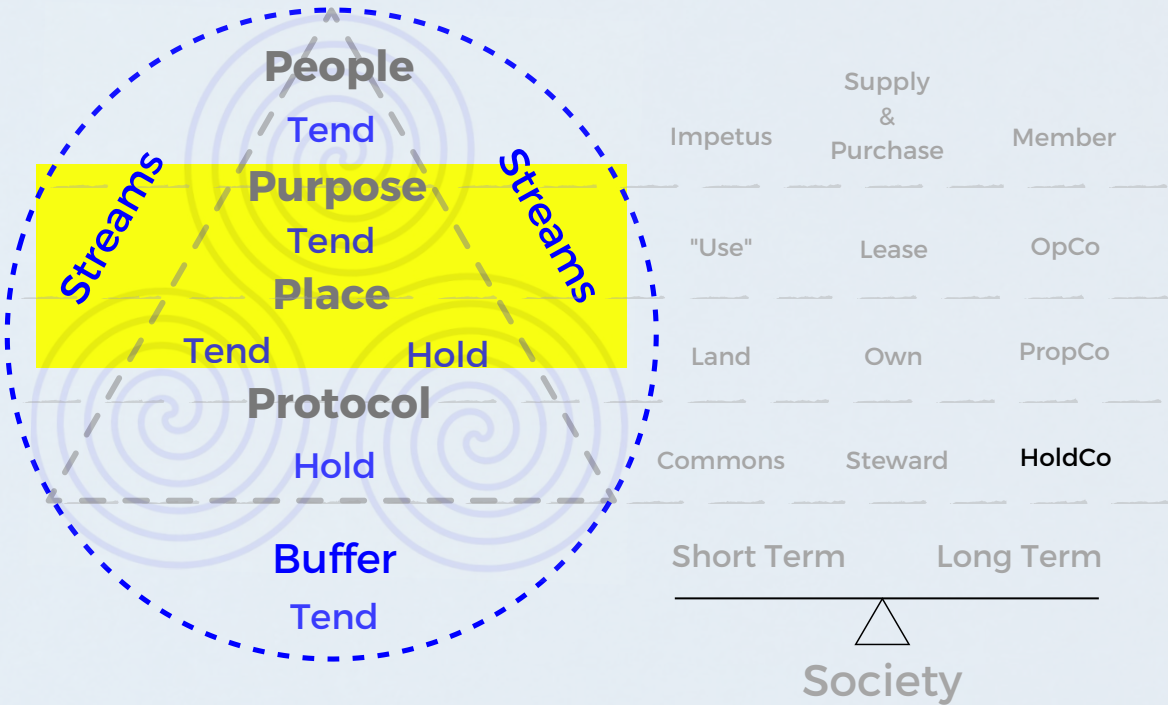 People
Tend
Purpose
Tend
Place
Tend Hold
Protocol
Hold
Buffer
Tend
Streams
Streams
Impetus
Supply
&
Purchase
Member
"Use"
Lease
OpCo
Land
Own
PropCo
Commons
Steward
HoldCo
Short Term
Long Term
Society